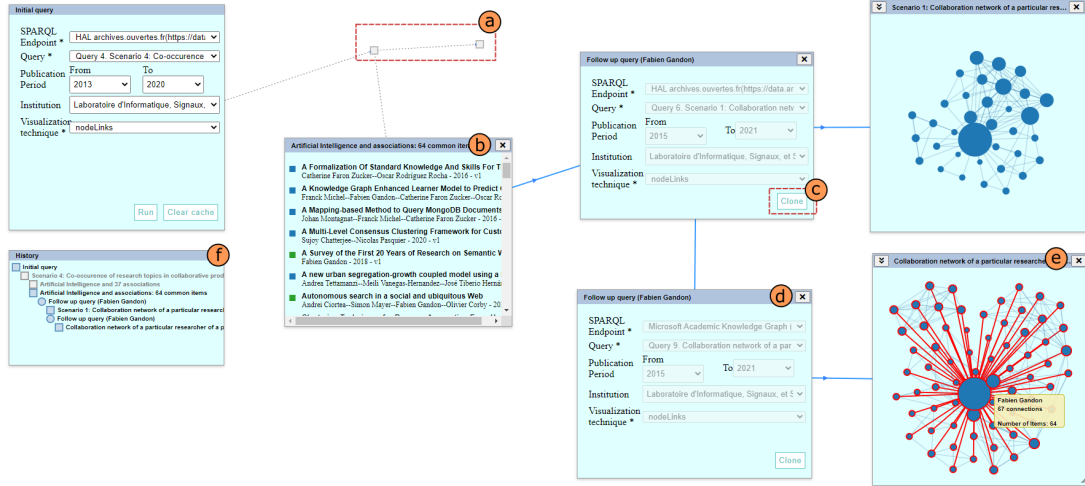 Initial query
SPARQL
Endpoint * HAL archives.ouvertes.fr(https://data
Query * Query 4. Scenario 4: Co-occurence
From To
Publication
Period 2013 2020
Institution Laboratoire d'Informatique, Signaux,
Visualization
technique * nodeLinks
Run Clear cache
a
b
Artificial Intelligence and associations: 64 common items
A Formalization Of Standard Knowledge And Skills For T
Catherine Faron Zucker--Oscar Rodríguez Rocha - 2016 - v1
A Knowledge Graph Enhanced Learner Model to Predict
Franck Michel--Fabien Gandon--Catherine Faron Zucker--Oscar Ro
A Mapping-based Method to Query MongoDB Documents
Johan Montagnat--Franck Michel--Catherine Faron Zucker - 2016 -
A Multi-Level Consensus Clustering Framework for Custo
Sujoy Chatterjee--Nicolas Pasquier - 2020 - v1
A Survey of the First 20 Years of Research on Semantic W
Fabien Gandon - 2018 - v1
A new urban segregation-growth coupled model using a
Andrea Tettamanzi--Meili Vanegas-Hernandez--José Tiberio Hernán
Autonomous search in a social and ubiquitous Web
Andrei Ciortea--Simon Mayer--Fabien Gandon--Olivier Corby - 20
Follow up query (Fabien Gandon)
SPARQL
Endpoint * HAL archives.ouvertes.fr(https://data.ar
Query * Query 6. Scenario 1: Collaboration netw
Publication From
Period 2015 To 2021
Institution Laboratoire d'Informatique, Signaux, et S
Visualization
technique * nodeLinks
c
Clone
Scenario 1: Collaboration network of a particular res...
d
Follow up query (Fabien Gandon)
SPARQL
Endpoint * Microsoft Academic Knowledge Graph
Query * Query 9. Collaboration network of a par
Publication From
Period 2015 To 2021
Institution Laboratoire d'Informatique, Signaux, et S
Visualization
technique * nodeLinks
Clone
e
Collaboration network of a particular researche
Fabien Gandon
67 connections
Number of Items: 64
f
History
Initial query
Scenario 4: Co-occurence of research topics in collaborative prod
Artificial Intelligence and 37 associations
Artificial Intelligence and associations: 64 common items
Follow up query (Fabien Gandon)
Scenario 1: Collaboration network of a particular researc
Follow up query (Fabien Gandon)
Collaboration network of a particular researcher of a p